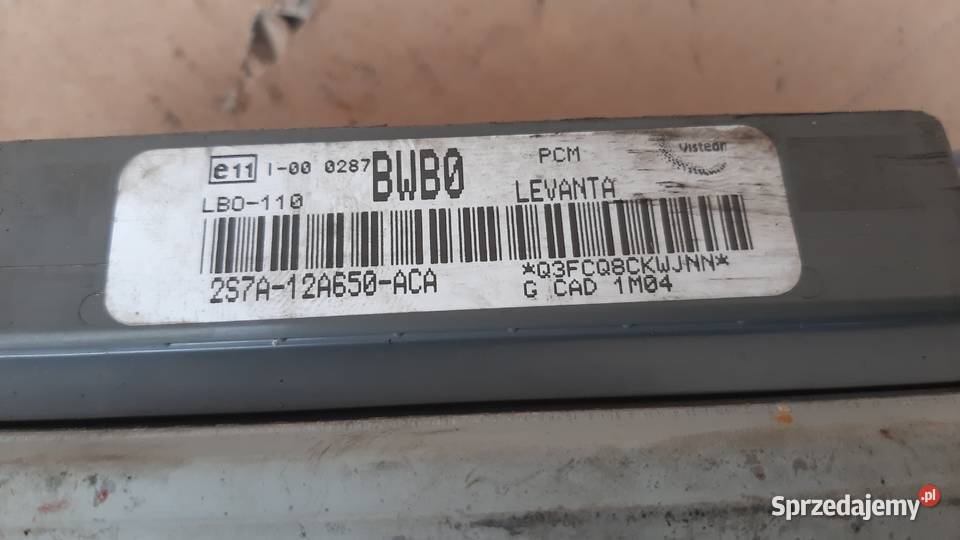 e11 I-00 0287 BWB0 PCM Visteon
LBO-110 LEVANTA
2S7A-12A650-ACA *Q3FCQ8CKWJNN*
G CAD 1M04
Sprzedajemy.pl